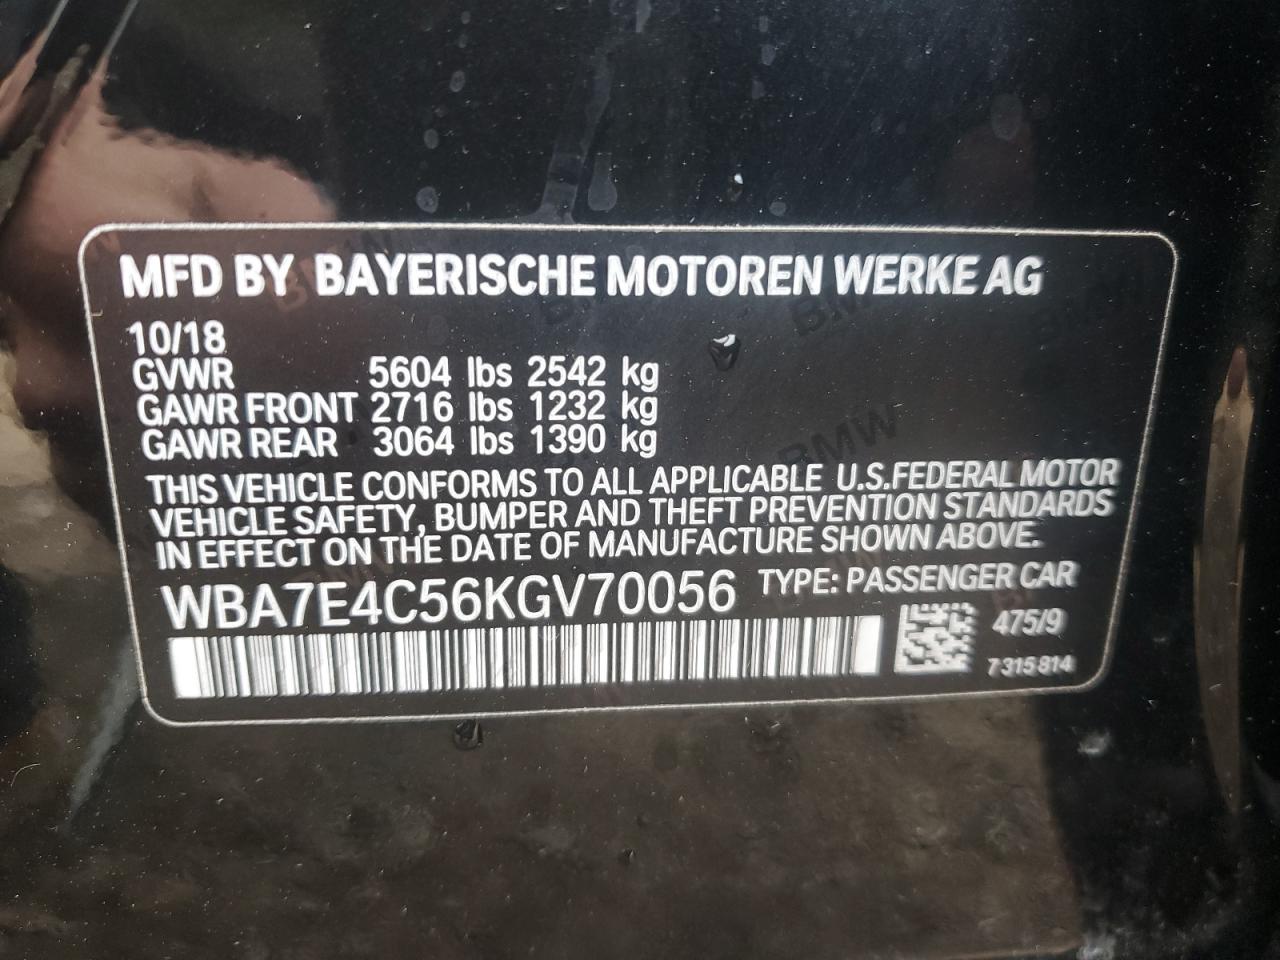 MFD BY BAYERISCHE MOTOREN WERKE AG
10/18
GVWR 5604 lbs 2542 kg
GAWR FRONT 2716 lbs 1232 kg
GAWR REAR 3064 lbs 1390 kg
THIS VEHICLE CONFORMS TO ALL APPLICABLE U.S.FEDERAL MOTOR
VEHICLE SAFETY, BUMPER AND THEFT PREVENTION STANDARDS
IN EFFECT ON THE DATE OF MANUFACTURE SHOWN ABOVE.
WBA7E4C56KGV70056 TYPE: PASSENGER CAR
475/9
7 315 814